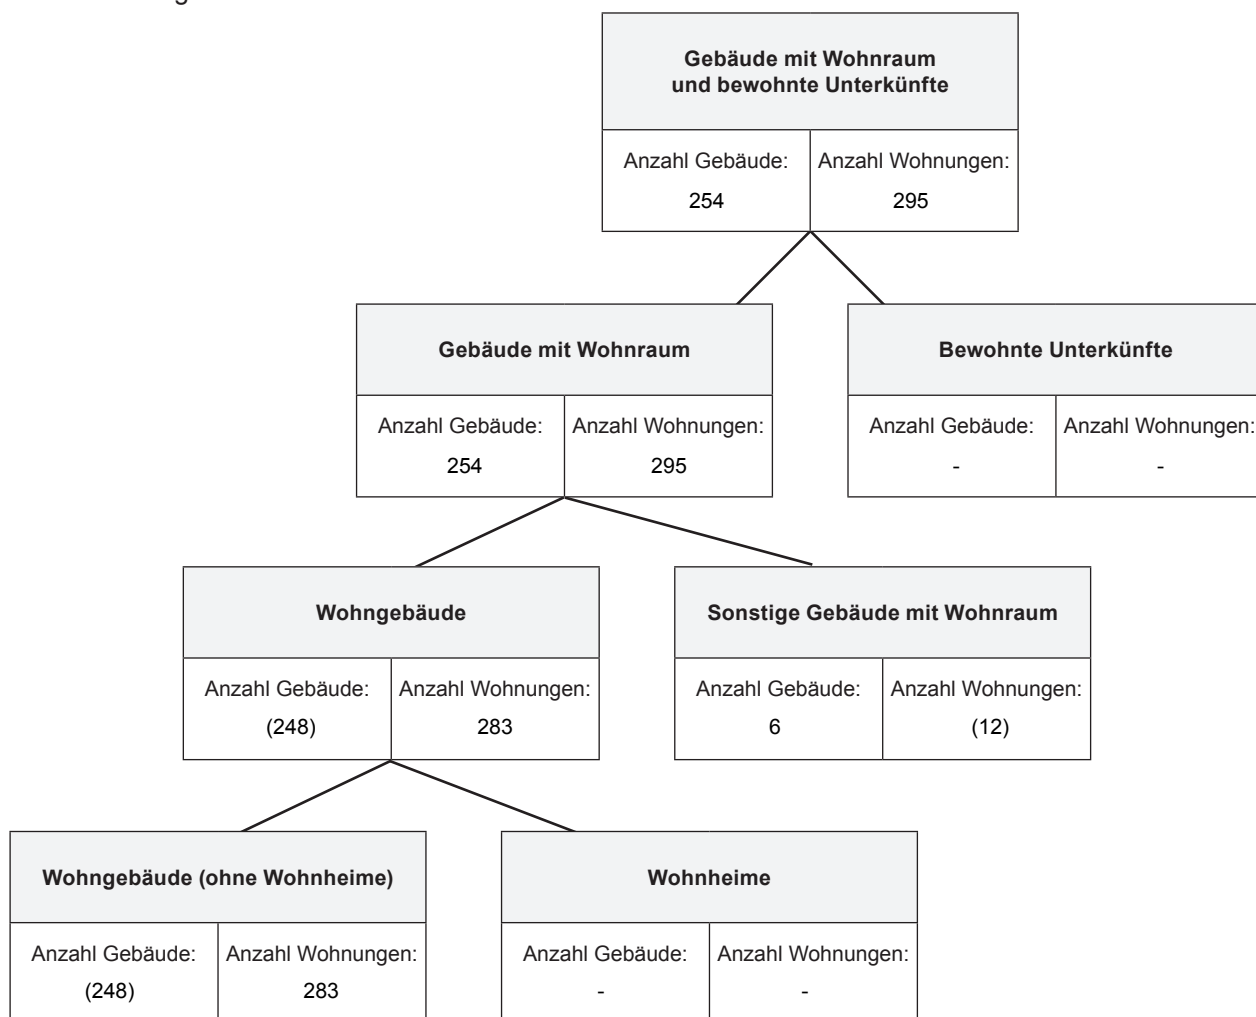 Gebäude mit Wohnraum
und bewohnte Unterkünfte
Anzahl Gebäude:
254
Anzahl Wohnungen:
295
Gebäude mit Wohnraum
Anzahl Gebäude:
254
Anzahl Wohnungen:
295
Bewohnte Unterkünfte
Anzahl Gebäude:
-
Anzahl Wohnungen:
-
Wohngebäude
Anzahl Gebäude:
(248)
Anzahl Wohnungen:
283
Sonstige Gebäude mit Wohnraum
Anzahl Gebäude:
6
Anzahl Wohnungen:
(12)
Wohngebäude (ohne Wohnheime)
Anzahl Gebäude:
(248)
Anzahl Wohnungen:
283
Wohnheime
Anzahl Gebäude:
-
Anzahl Wohnungen:
-